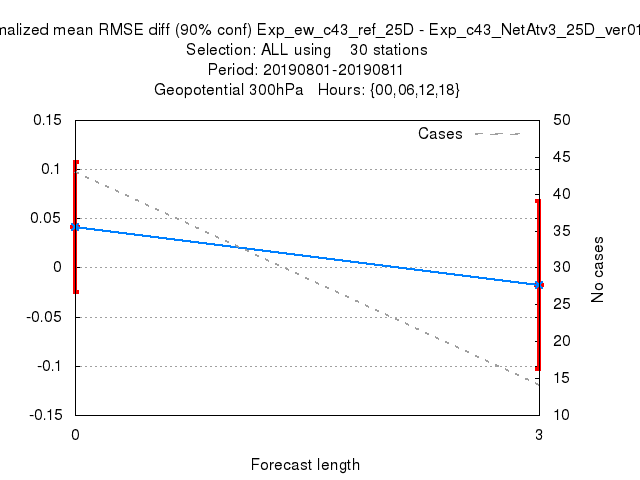 malized mean RMSE diff (90% conf) Exp_ew_c43_ref_25D - Exp_c43_NetAtv3_25D_ver01
Selection: ALL using 30 stations
Period: 20190801-20190811
Geopotential 300hPa Hours: {00,06,12,18}
Cases
0.15
0.1
0.05
0
-0.05
-0.1
-0.15
50
45
40
35
30
25
20
15
10
No cases
0
3
Forecast length